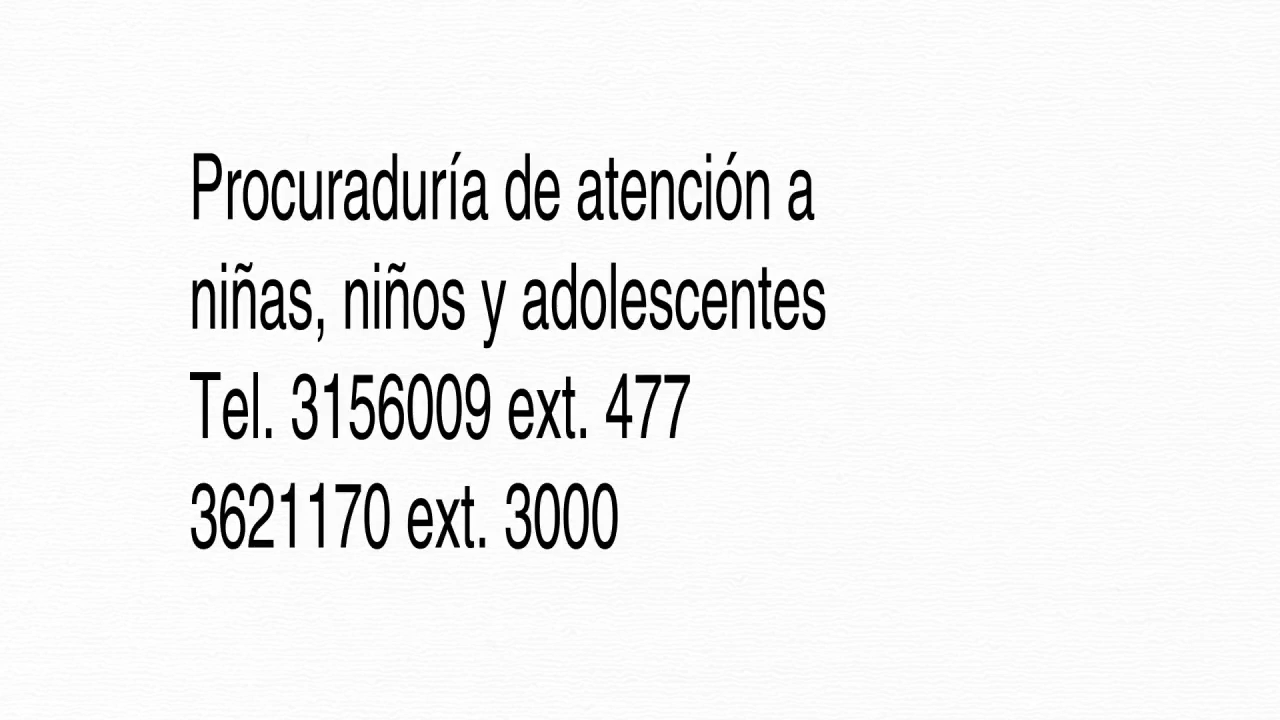 Procuraduría de atención a
niñas, niños y adolescentes
Tel. 3156009 ext. 477
3621170 ext. 3000